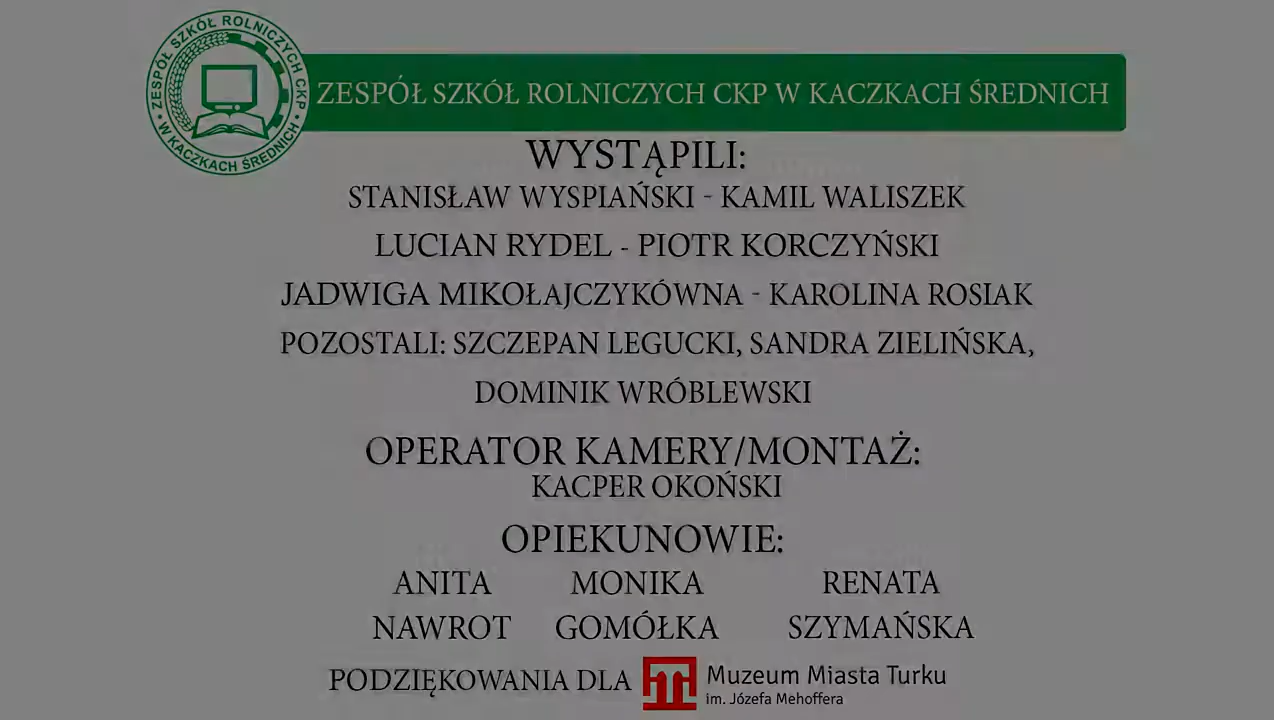 ZESPÓŁ SZKÓŁ ROLNICZYCH CKP
• W KACZKACH ŚREDNICH •
ZESPÓŁ SZKÓŁ ROLNICZYCH CKP W KACZKACH ŚREDNICH
WYSTĄPILI:
STANISŁAW WYSPIAŃSKI - KAMIL WALISZEK
LUCIAN RYDEL - PIOTR KORCZYŃSKI
JADWIGA MIKOŁAJCZYKÓWNA - KAROLINA ROSIAK
POZOSTALI: SZCZEPAN LEGUCKI, SANDRA ZIELIŃSKA,
DOMINIK WRÓBLEWSKI
OPERATOR KAMERY/MONTAŻ:
KACPER OKOŃSKI
OPIEKUNOWIE:
ANITA MONIKA RENATA
NAWROT GOMÓŁKA SZYMAŃSKA
PODZIĘKOWANIA DLA Muzeum Miasta Turku
im. Józefa Mehoffera